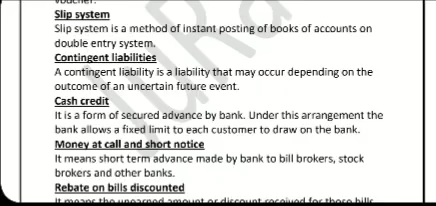 voucher.
Slip system
Slip system is a method of instant posting of books of accounts on
double entry system.
Contingent liabilities
A contingent liability is a liability that may occur depending on the
outcome of an uncertain future event.
Cash credit
It is a form of secured advance by bank. Under this arrangement the
bank allows a fixed limit to each customer to draw on the bank.
Money at call and short notice
It means short term advance made by bank to bill brokers, stock
brokers and other banks.
Rebate on bills discounted
It means the unearned amount or discount received for those bills